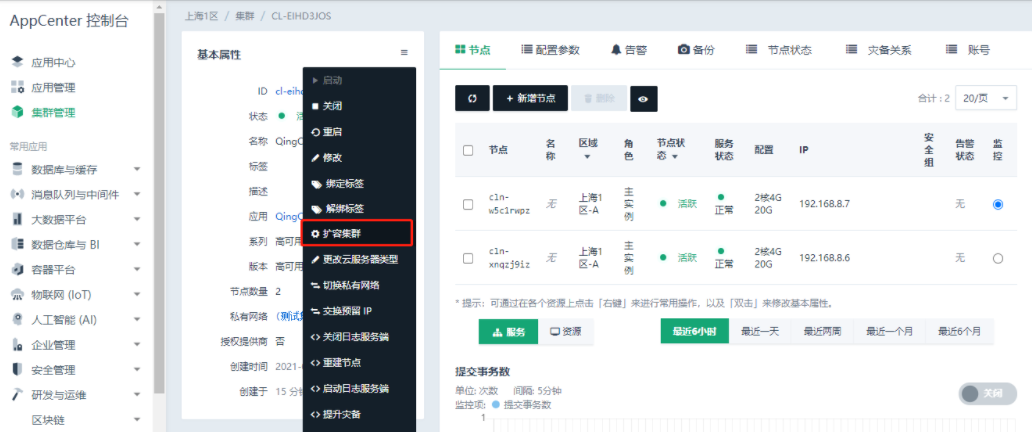 AppCenter 控制台
应用中心
应用管理
集群管理
常用应用
数据库与缓存
消息队列与中间件
大数据平台
数据仓库与 BI
容器平台
物联网 (IoT)
人工智能 (AI)
企业管理
安全管理
研发与运维
区块链
上海1区 / 集群 / CL-EIHD3JOS
基本属性
ID cl-eihd
状态 活
名称 QingC
标签
描述
应用 QingC
系列 高可用
版本 高可用
节点数量 2
私有网络 (测试
授权提供商 否
创建时间 2021-
创建于 15 分
启动
关闭
重启
修改
绑定标签
解绑标签
扩容集群
更改云服务器类型
切换私有网络
交换预留 IP
关闭日志服务端
重建节点
启动日志服务端
提升灾备
节点 配置参数 告警 备份 节点状态 灾备关系 账号
+ 新增节点 删除
合计 : 2 20/页
节点 名称 区域 角色 节点状态 服务状态 配置 IP 安全组 告警状态 监控
cln-w5c1rwpz 无 上海1区-A 主实例 活跃 正常 2核4G 20G 192.168.8.7 无
cln-xnqzj9iz 无 上海1区-A 主实例 活跃 正常 2核4G 20G 192.168.8.6 无
* 提示：可通过在各个资源上点击「右键」来进行常用操作，以及「双击」来修改基本属性。
服务 资源 最近6小时 最近一天 最近两周 最近一个月 最近6个月
提交事务数
单位: 次数 间隔: 5分钟
监控项: 提交事务数
关闭
1